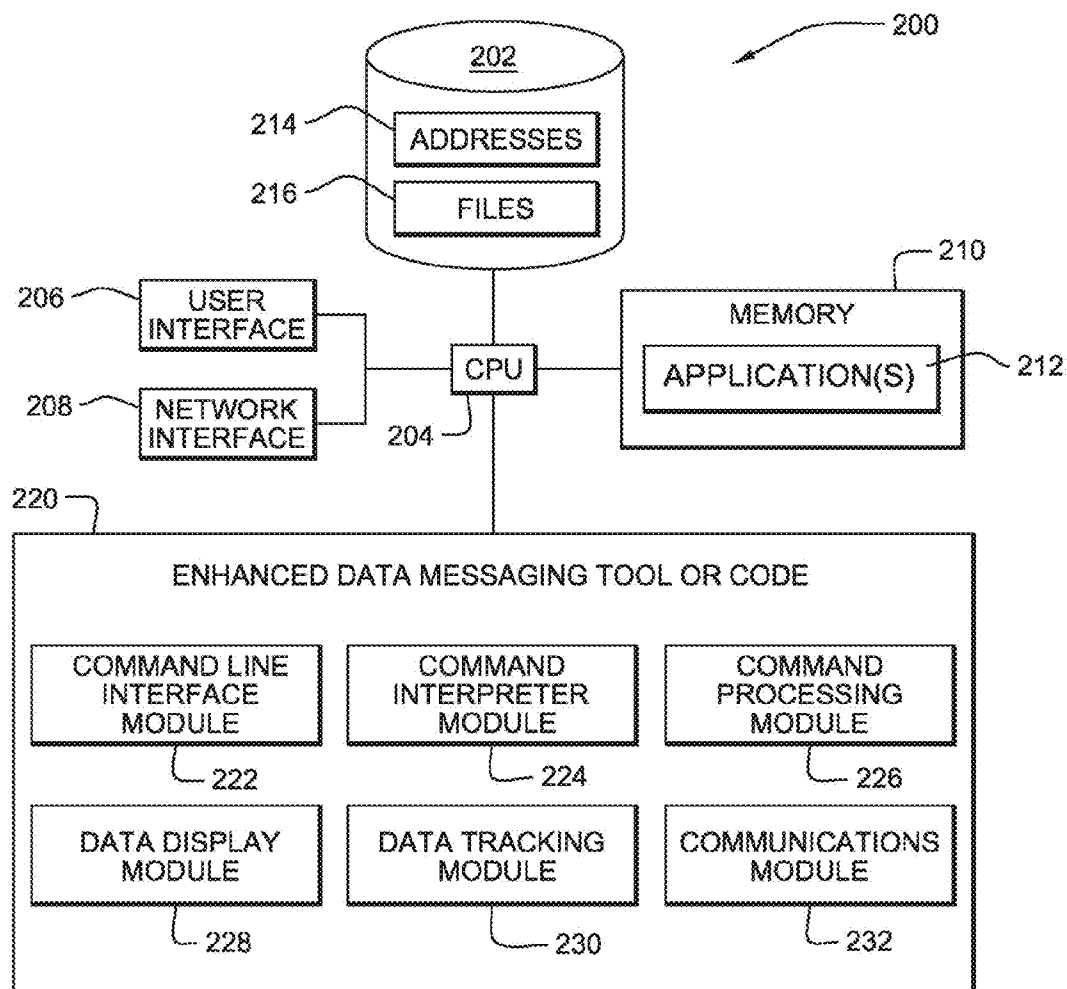 200
202
214
ADDRESSES
216
FILES
210
206
USER
INTERFACE
MEMORY
CPU
APPLICATION(S)
212
208
NETWORK
INTERFACE
204
220
ENHANCED DATA MESSAGING TOOL OR CODE
COMMAND LINE
INTERFACE
MODULE
COMMAND
INTERPRETER
MODULE
COMMAND
PROCESSING
MODULE
222
224
226
DATA DISPLAY
MODULE
DATA TRACKING
MODULE
COMMUNICATIONS
MODULE
228
230
232